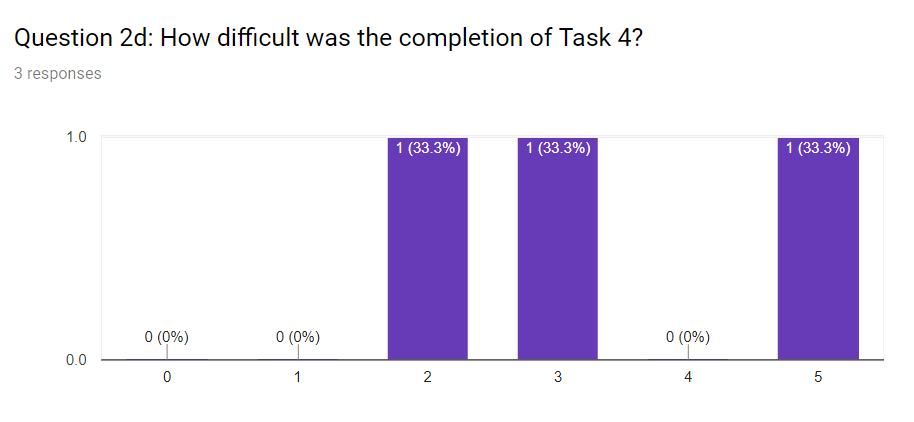 Question 2d: How difficult was the completion of Task 4?
3 responses
1.0
1 (33.3%) 1 (33.3%) 1 (33.3%)
0 (0%) 0 (0%) 0 (0%)
0.0
0 1 2 3 4 5